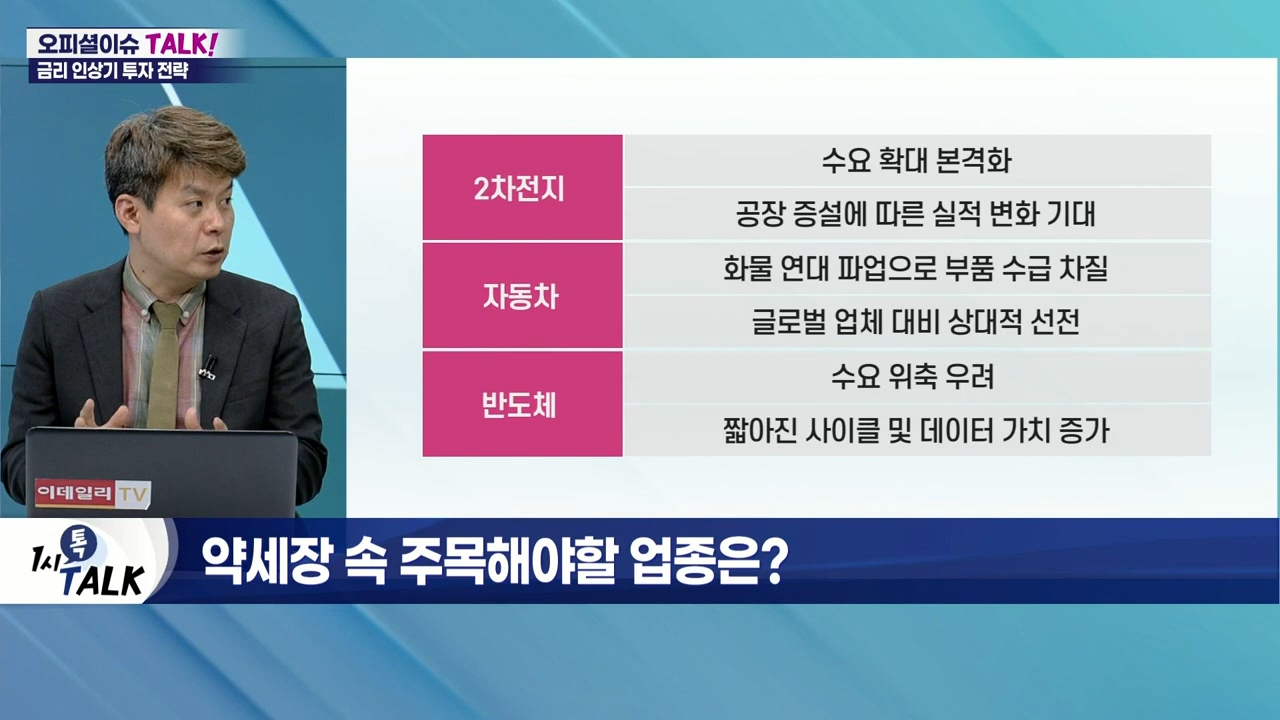 오피셜이슈 TALK!
금리 인상기 투자 전략
2차전지
수요 확대 본격화
공장 증설에 따른 실적 변화 기대
자동차
화물 연대 파업으로 부품 수급 차질
글로벌 업체 대비 상대적 선전
반도체
수요 위축 우려
짧아진 사이클 및 데이터 가치 증가
이데일리 TV
1시 톡 TALK
약세장 속 주목해야할 업종은?